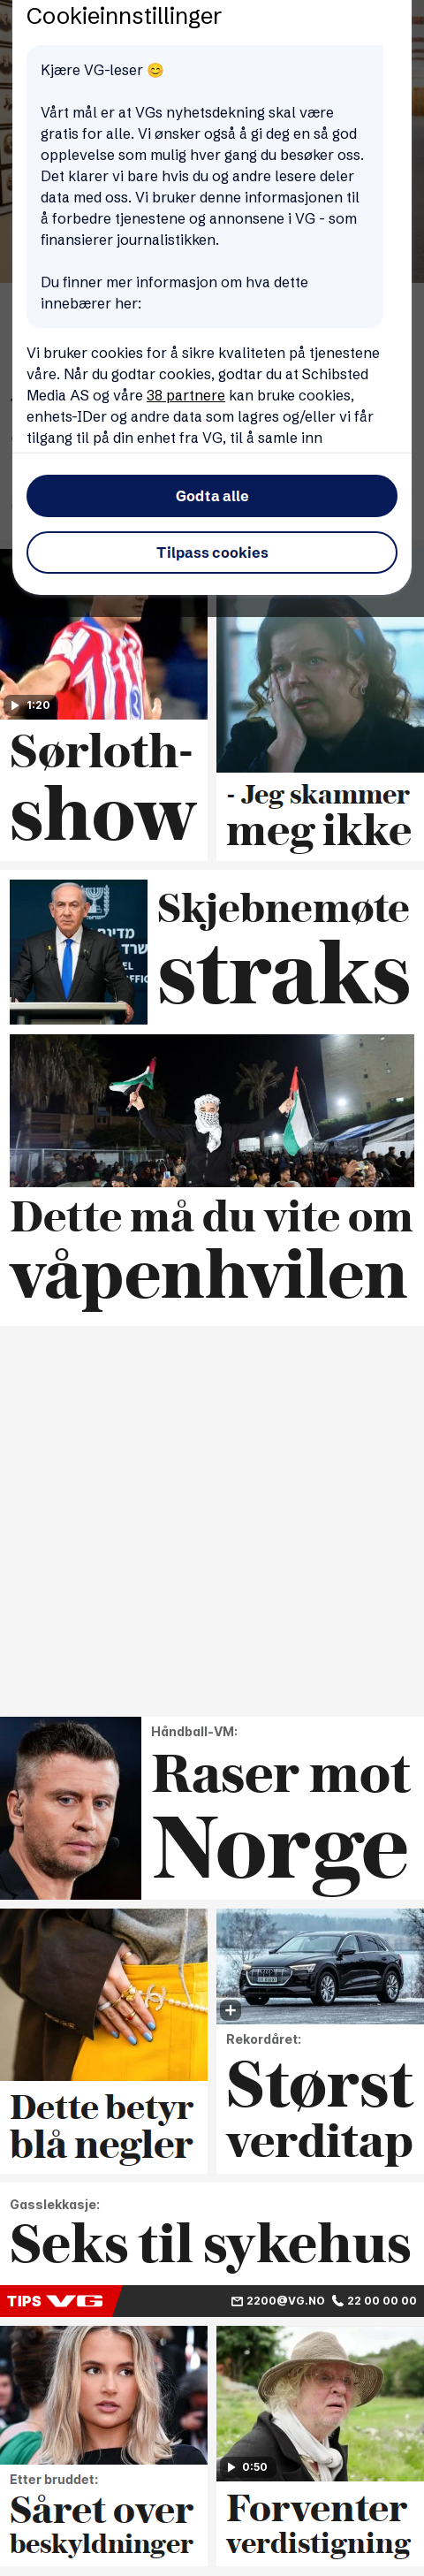 Cookieinnstillinger
Kjære VG-leser 😊
Vårt mål er at VGs nyhetsdekning skal være
gratis for alle. Vi ønsker også å gi deg en så god
opplevelse som mulig hver gang du besøker oss.
Det klarer vi bare hvis du og andre lesere deler
data med oss. Vi bruker denne informasjonen til
å forbedre tjenestene og annonsene i VG - som
finansierer journalistikken.
Du finner mer informasjon om hva dette
innebærer her:
Vi bruker cookies for å sikre kvaliteten på tjenestene
våre. Når du godtar cookies, godtar du at Schibsted
Media AS og våre 38 partnere kan bruke cookies,
enhets-IDer og andre data som lagres og/eller vi får
tilgang til på din enhet fra VG, til å samle inn
Godta alle
Tilpass cookies
1:20
Sørloth-
show
- Jeg skammer
meg ikke
Skjebnemøte
straks
Dette må du vite om
våpenhvilen
Håndball-VM:
Raser mot
Norge
Dette betyr
blå negler
Rekordåret:
Størst
verditap
Gasslekkasje:
Seks til sykehus
TIPS VG 2200@VG.NO 22 00 00 00
Etter bruddet:
Såret over
beskyldninger
0:50
Forventer
verdistigning